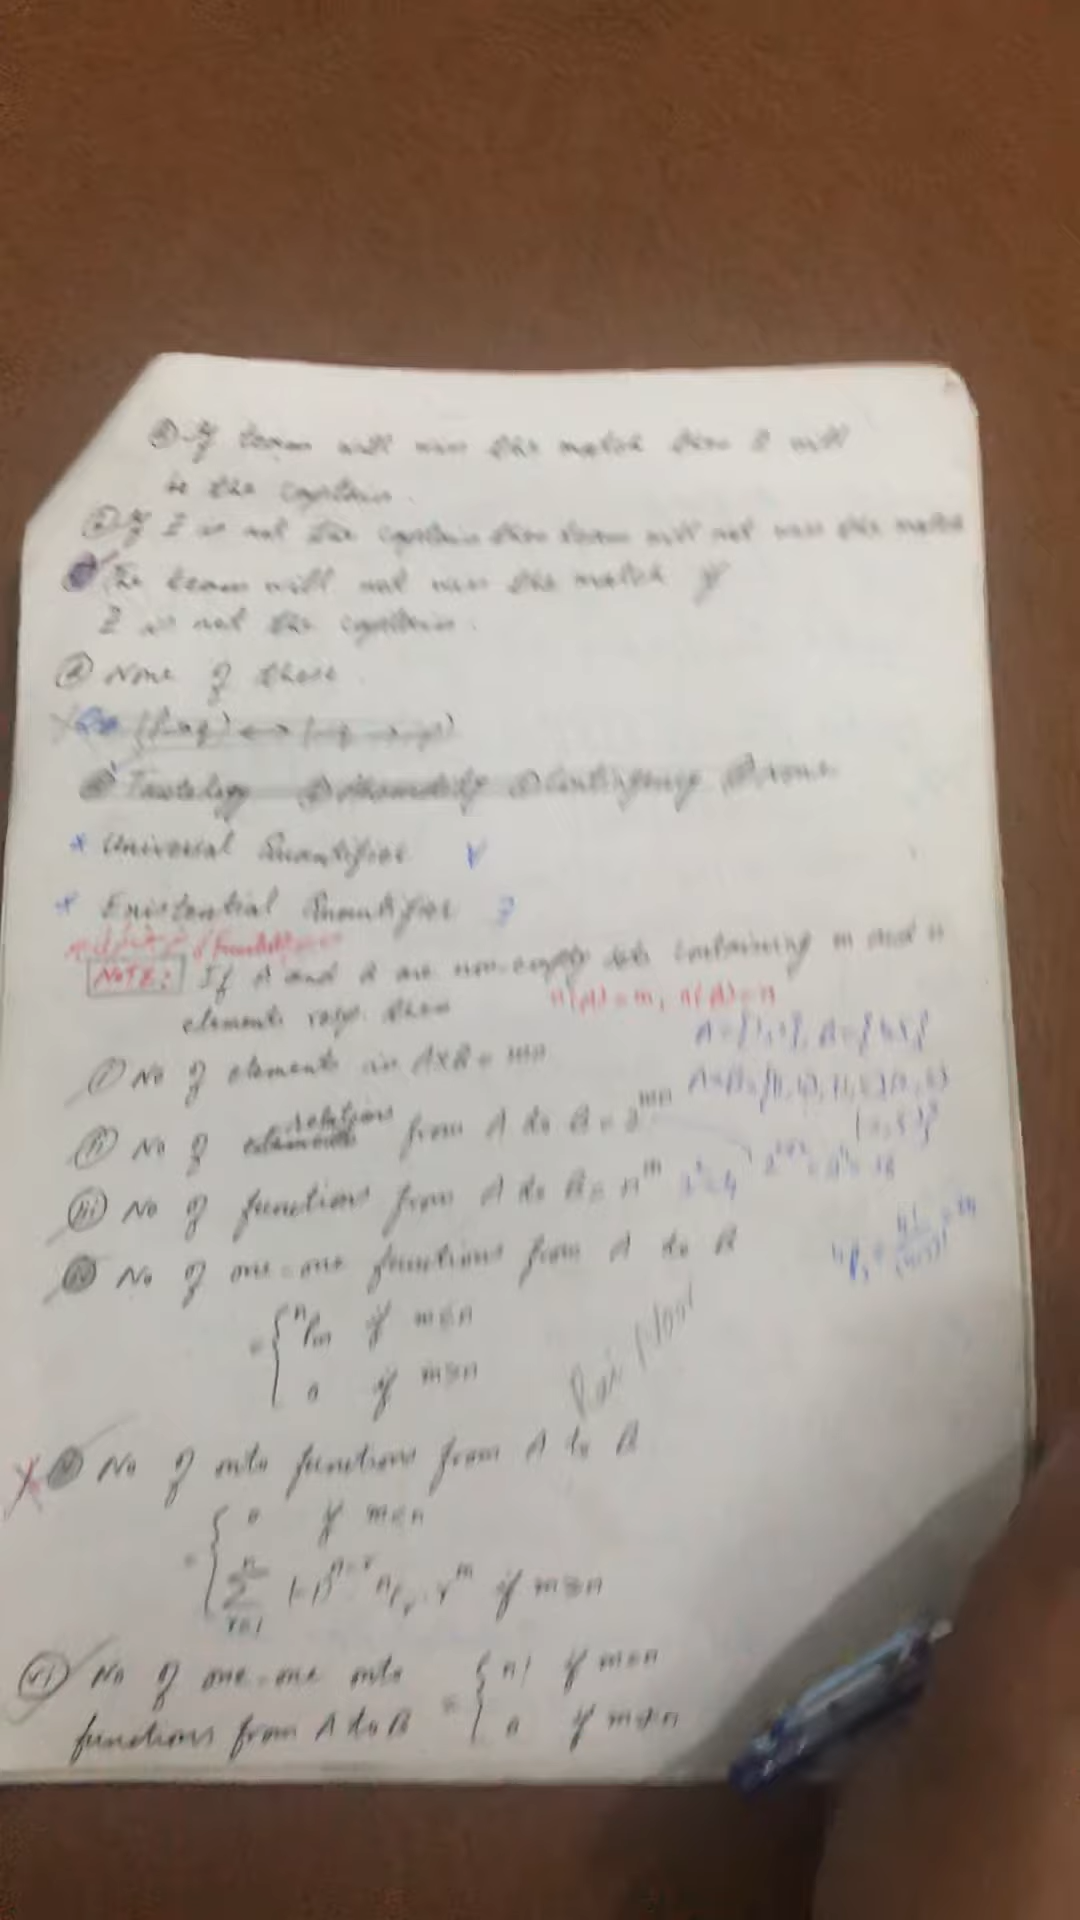 If team will win the match then I will
be the captain.
If I is not the captain then team will not win the match
The team will not win the match if
I is not the captain.
None of these.
(p→q) ↔ (~q → ~p)
Tautology Contingency None
* Universal Quantifier ∀
* Existential Quantifier ∃
NOTE: If A and B are non-empty sets containing m and n
elements resp. then n(A)=m, n(B)=n
(i) No of elements in A×B = mn
(ii) No of relations from A to B = 2^mn
(iii) No of functions from A to B = n^m 2²=4
(iv) No of one-one functions from A to B
= { ⁿPm if m≤n
0 if m>n
(v) No of onto functions from A to B
= { 0 if m<n
n Σ r=1 (-1)^n-r nCr r^m if m≥n
(vi) No of one-one onto = { n! if m=n
functions from A to B 0 if m≠n